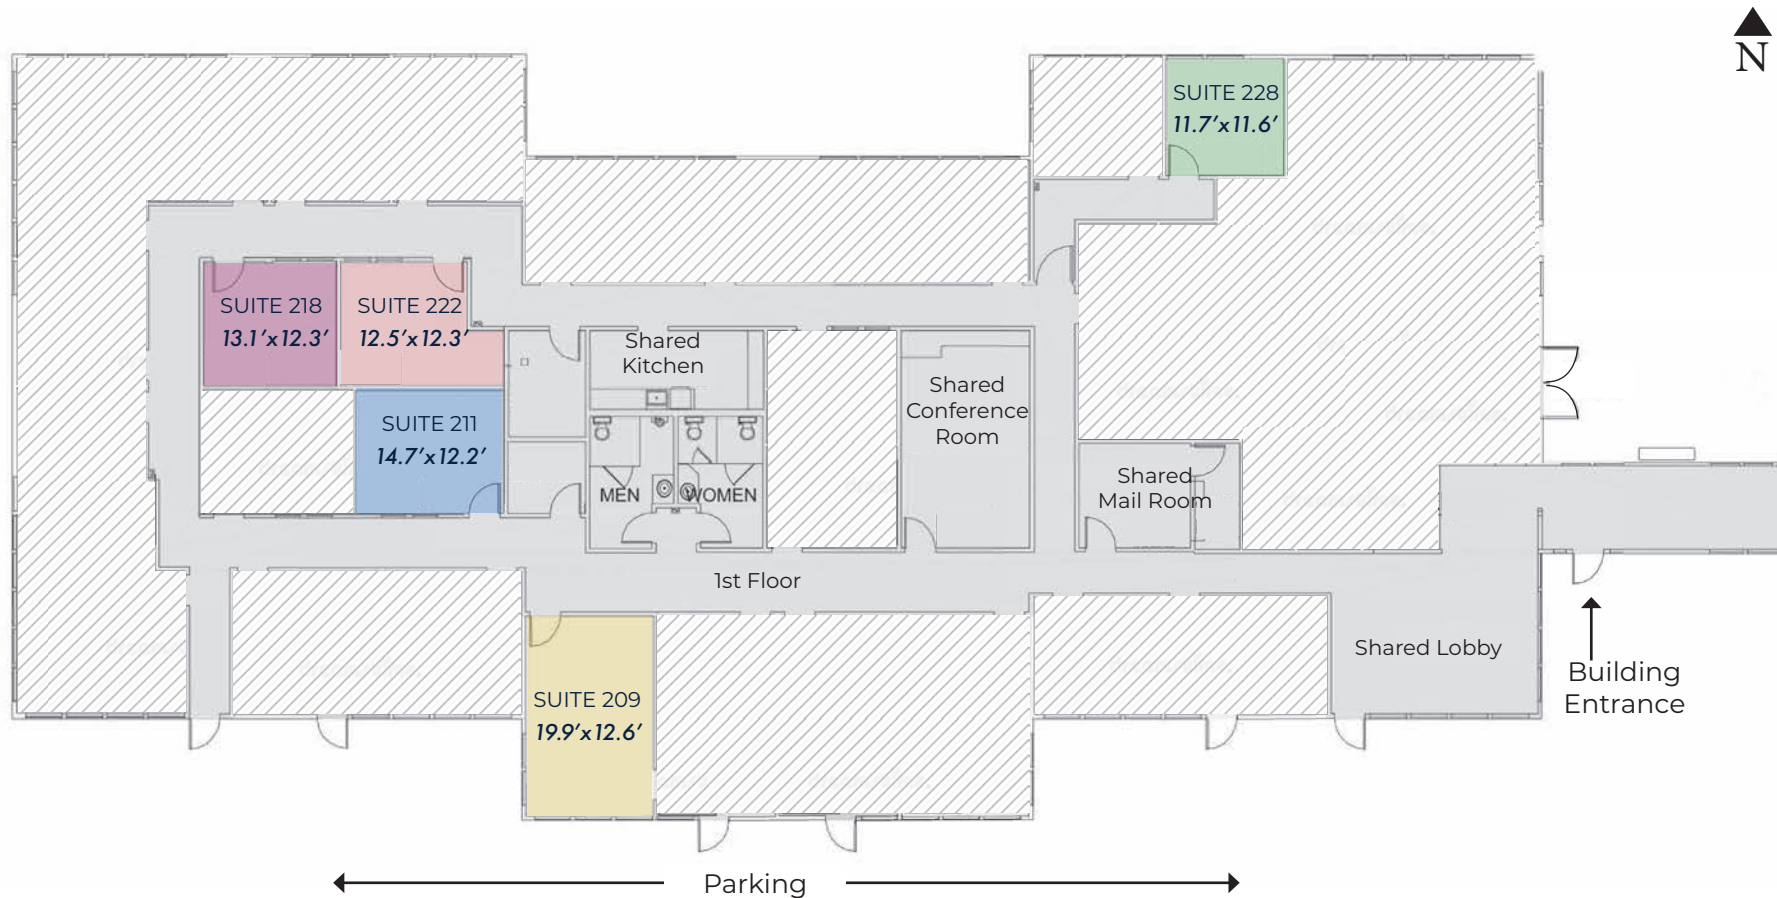 N
SUITE 228
11.7'x11.6'
SUITE 218
13.1'x12.3'
SUITE 222
12.5'x12.3'
Shared
Kitchen
Shared
Conference
Room
SUITE 211
14.7'x12.2'
MEN
WOMEN
Shared
Mail Room
1st Floor
Shared Lobby
Building
Entrance
SUITE 209
19.9'x12.6'
Parking